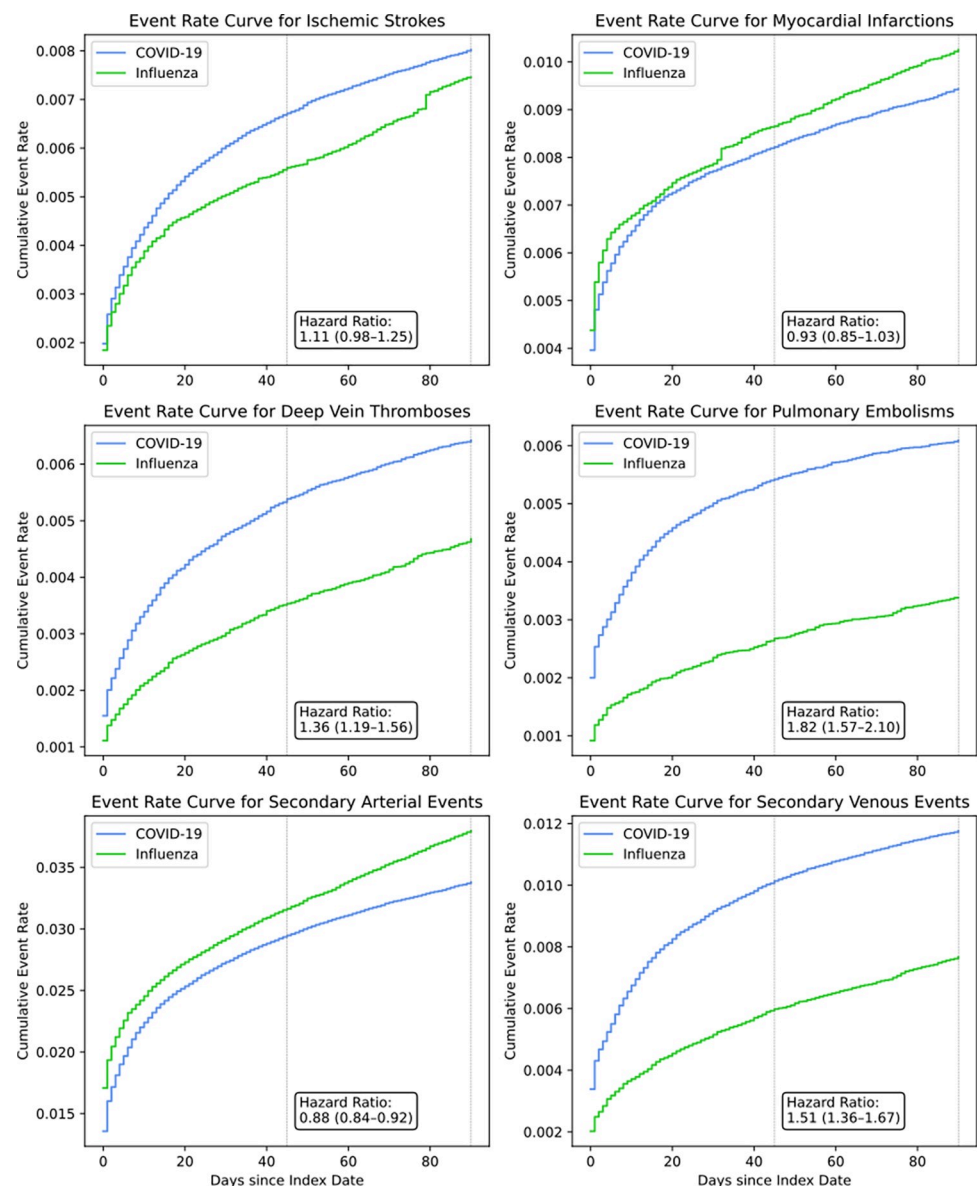 Event Rate Curve for Ischemic Strokes
COVID-19
Influenza
Cumulative Event Rate
0.008
0.007
0.006
0.005
0.004
0.003
0.002
0
20
40
60
80
Hazard Ratio:
1.11 (0.98–1.25)
Event Rate Curve for Myocardial Infarctions
COVID-19
Influenza
Cumulative Event Rate
0.010
0.009
0.008
0.007
0.006
0.005
0.004
0
20
40
60
80
Hazard Ratio:
0.93 (0.85–1.03)
Event Rate Curve for Deep Vein Thromboses
COVID-19
Influenza
Cumulative Event Rate
0.006
0.005
0.004
0.003
0.002
0.001
0
20
40
60
80
Hazard Ratio:
1.36 (1.19–1.56)
Event Rate Curve for Pulmonary Embolisms
COVID-19
Influenza
Cumulative Event Rate
0.006
0.005
0.004
0.003
0.002
0.001
0
20
40
60
80
Hazard Ratio:
1.82 (1.57–2.10)
Event Rate Curve for Secondary Arterial Events
COVID-19
Influenza
Cumulative Event Rate
0.035
0.030
0.025
0.020
0.015
0
20
40
60
80
Hazard Ratio:
0.88 (0.84–0.92)
Days since Index Date
Event Rate Curve for Secondary Venous Events
COVID-19
Influenza
Cumulative Event Rate
0.012
0.010
0.008
0.006
0.004
0.002
0
20
40
60
80
Hazard Ratio:
1.51 (1.36–1.67)
Days since Index Date